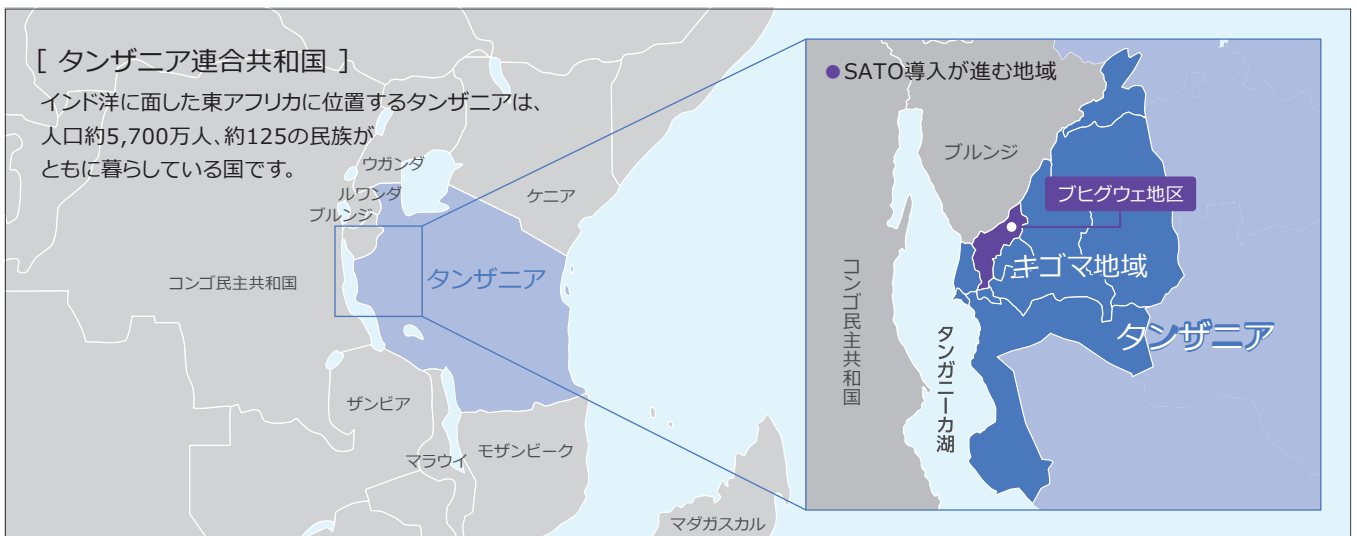 [ タンザニア連合共和国 ]
インド洋に面した東アフリカに位置するタンザニアは、
人口約5,700万人、約125の民族が
ともに暮らしている国です。
ウガンダ
ルワンダ
ブルンジ
ケニア
コンゴ民主共和国
タンザニア
ザンビア
マラウイ
モザンビーク
マダガスカル
●SATO導入が進む地域
ブルンジ
ブヒグウェ地区
キゴマ地域
コンゴ民主共和国
タンガニーカ湖
タンザニア